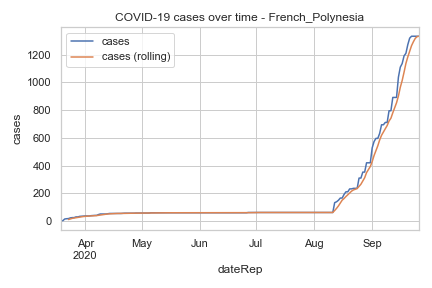 COVID-19 cases over time - French_Polynesia
cases
cases (rolling)
cases
1200
1000
800
600
400
200
0
Apr
2020
May
Jun
Jul
Aug
Sep
dateRep